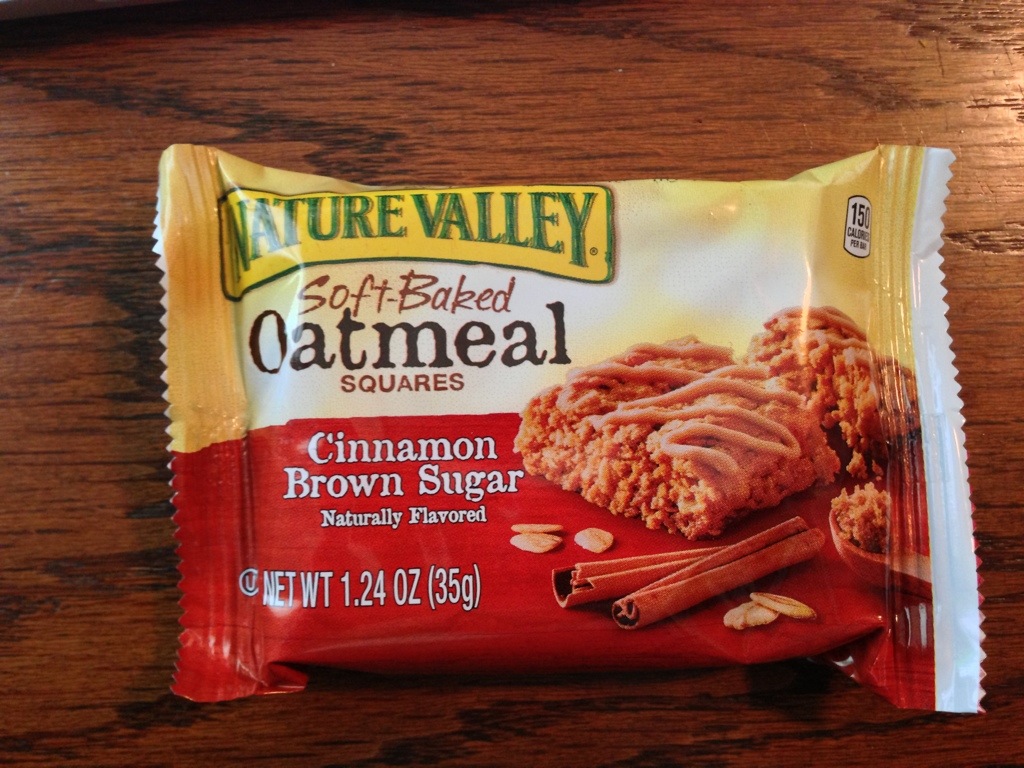 NATURE VALLEY®
150
CALORIES
PER BAR
Soft-Baked
Oatmeal
SQUARES
Cinnamon
Brown Sugar
Naturally Flavored
U NET WT 1.24 OZ (35g)